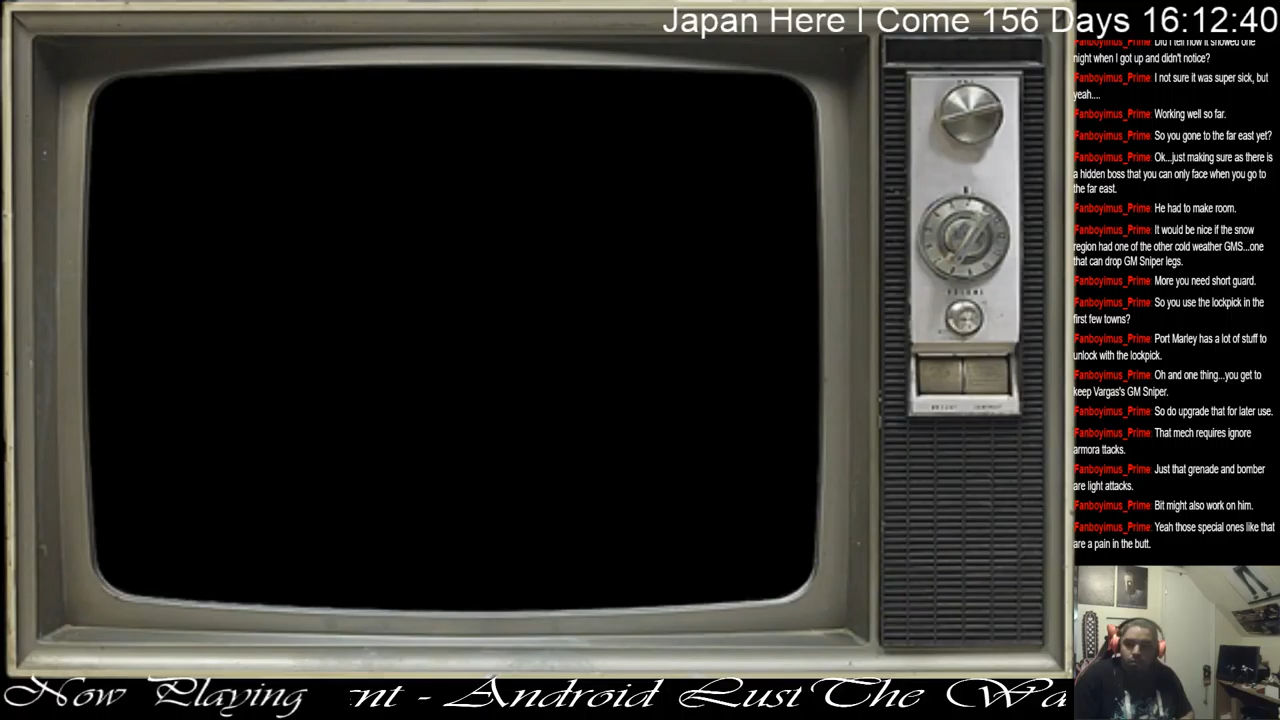 Japan Here I Come 156 Days 16:12:40
Fanboyimus_Prime: Did I tell how it showed one
night when I got up and didn't notice?
Fanboyimus_Prime: I not sure it was super sick, but
yeah....
Fanboyimus_Prime: Working well so far.
Fanboyimus_Prime: So you gone to the far east yet?
Fanboyimus_Prime: Ok...just making sure as there is
a hidden boss that you can only face when you go to
the far east.
Fanboyimus_Prime: He had to make room.
Fanboyimus_Prime: It would be nice if the snow
region had one of the other cold weather GMS...one
that can drop GM Sniper legs.
Fanboyimus_Prime: More you need short guard.
Fanboyimus_Prime: So you use the lockpick in the
first few towns?
Fanboyimus_Prime: Port Marley has a lot of stuff to
unlock with the lockpick.
Fanboyimus_Prime: Oh and one thing...you get to
keep Vargas's GM Sniper.
Fanboyimus_Prime: So do upgrade that for later use.
Fanboyimus_Prime: That mech requires ignore
armora ttacks.
Fanboyimus_Prime: Just that grenade and bomber
are light attacks.
Fanboyimus_Prime: Bit might also work on him.
Fanboyimus_Prime: Yeah those special ones like that
are a pain in the butt.
VOLUME
Now Playing nt - Android Lust The Wa